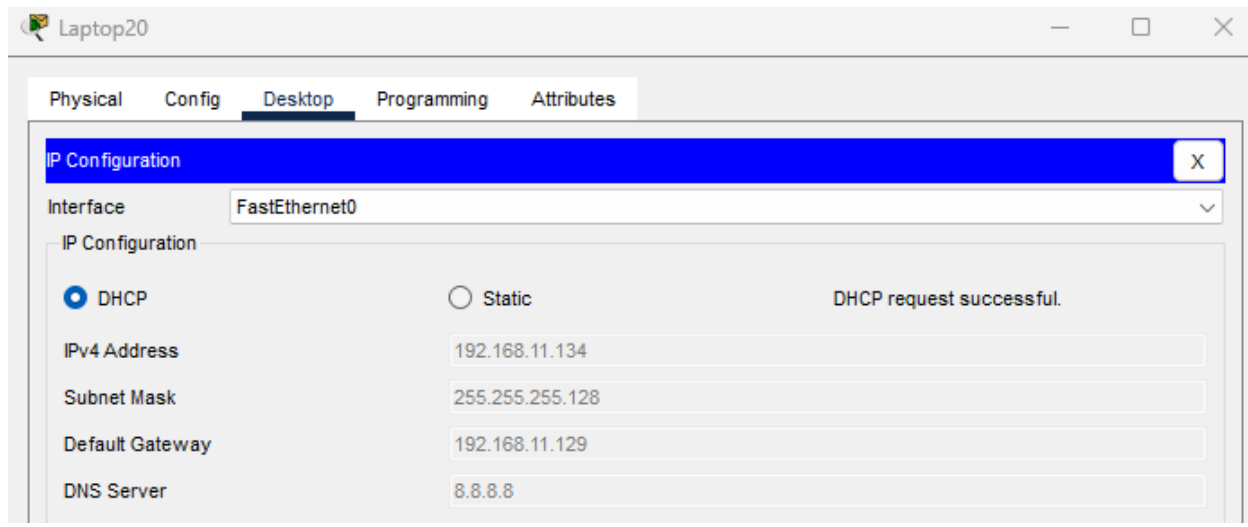 Laptop20
Physical Config Desktop Programming Attributes
IP Configuration X
Interface FastEthernet0
IP Configuration
DHCP Static DHCP request successful.
IPv4 Address 192.168.11.134
Subnet Mask 255.255.255.128
Default Gateway 192.168.11.129
DNS Server 8.8.8.8